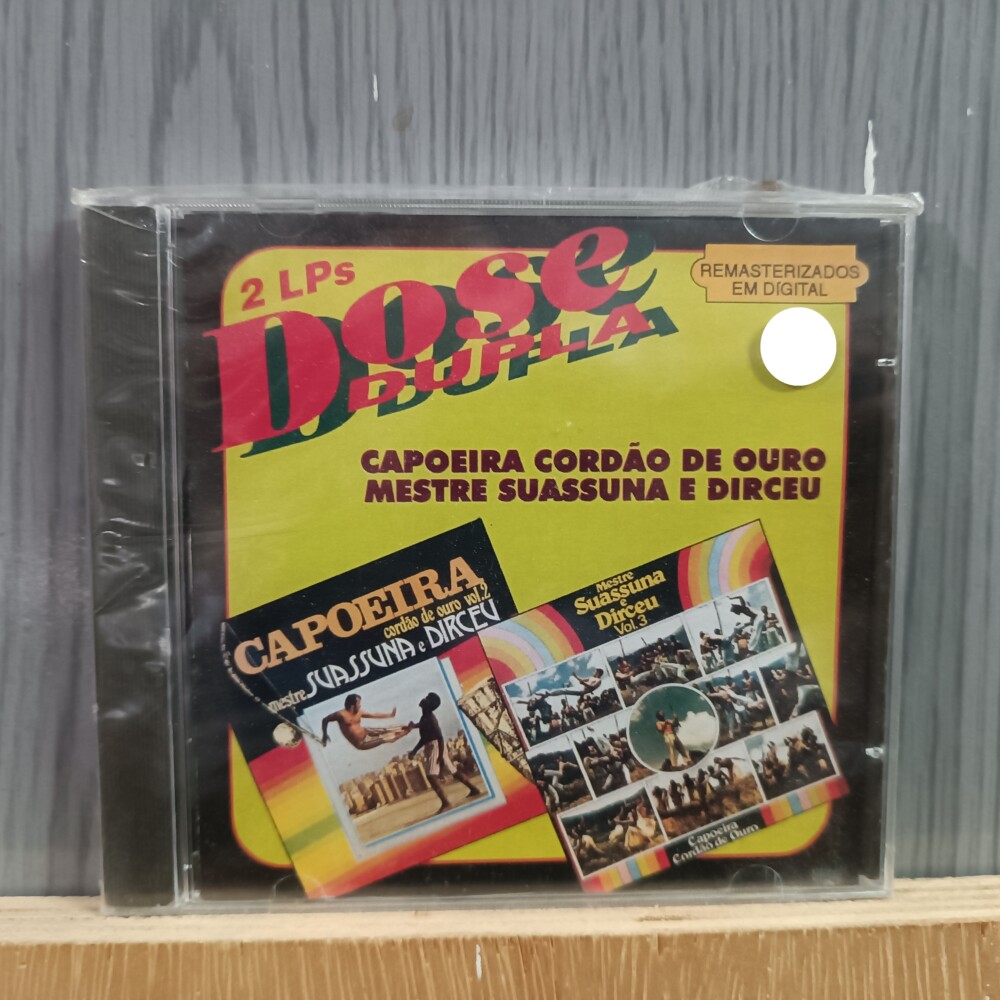 2 LPs
Dose
DUPLA
REMASTERIZADOS
EM DIGITAL
CAPOEIRA CORDÃO DE OURO
MESTRE SUASSUNA E DIRCEU
CAPOEIRA
cordão de ouro vol.2
mestre SUASSUNA e DIRCEU
Mestre
Suassuna
e
Dirceu
Vol. 3
Capoeira
Cordão de Ouro